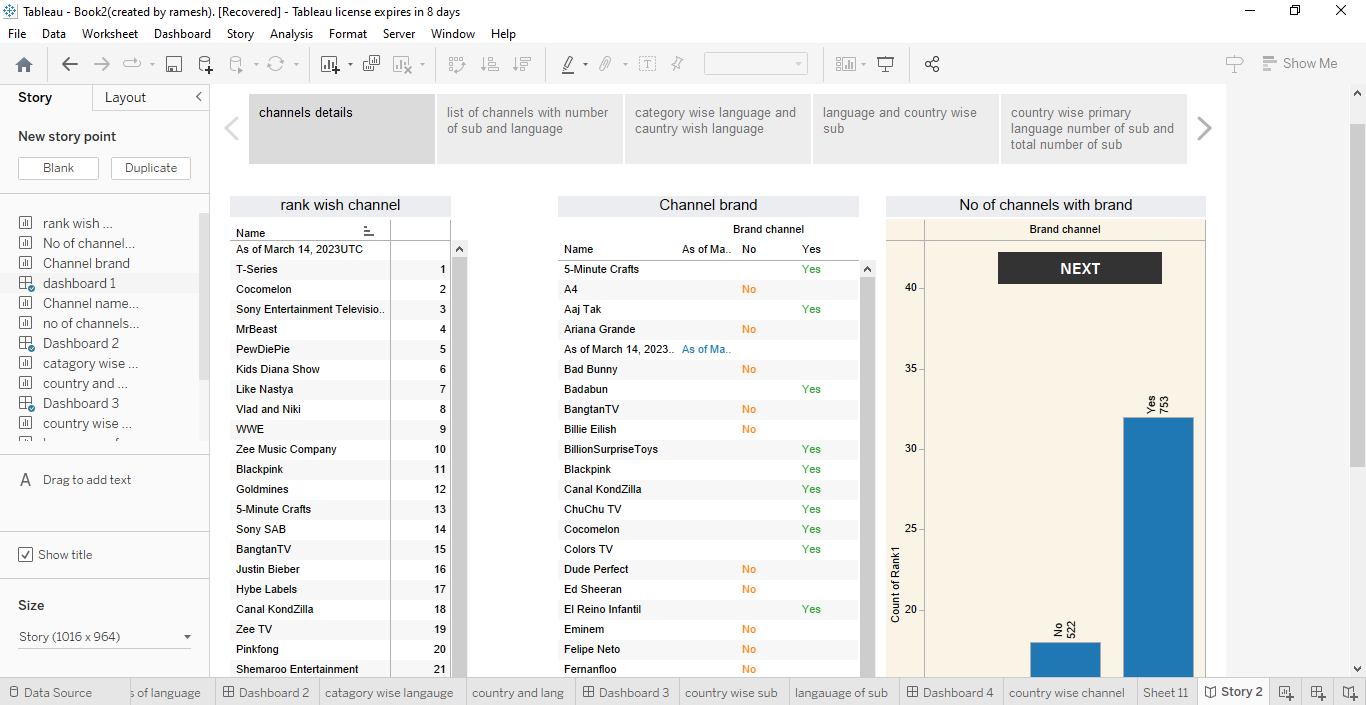 Tableau - Book2(created by ramesh). [Recovered] - Tableau license expires in 8 days
File Data Worksheet Dashboard Story Analysis Format Server Window Help
Show Me
Story Layout
New story point
Blank Duplicate
rank wish ...
No of channel...
Channel brand
dashboard 1
Channel name...
no of channels...
Dashboard 2
catagory wise ...
country and ...
Dashboard 3
country wise ...
A Drag to add text
Show title
Size
Story (1016 x 964)
channels details
list of channels with number
of sub and language
category wise language and
cauntry wish language
language and country wise
sub
country wise primary
language number of sub and
total number of sub
rank wish channel
Name
As of March 14, 2023UTC
T-Series 1
Cocomelon 2
Sony Entertainment Televisio.. 3
MrBeast 4
PewDiePie 5
Kids Diana Show 6
Like Nastya 7
Vlad and Niki 8
WWE 9
Zee Music Company 10
Blackpink 11
Goldmines 12
5-Minute Crafts 13
Sony SAB 14
BangtanTV 15
Justin Bieber 16
Hybe Labels 17
Canal KondZilla 18
Zee TV 19
Pinkfong 20
Shemaroo Entertainment 21
Channel brand
Brand channel
Name As of Ma.. No Yes
5-Minute Crafts Yes
A4 No
Aaj Tak Yes
Ariana Grande No
As of March 14, 2023.. As of Ma..
Bad Bunny No
Badabun Yes
BangtanTV No
Billie Eilish No
BillionSurpriseToys Yes
Blackpink Yes
Canal KondZilla Yes
ChuChu TV Yes
Cocomelon Yes
Colors TV Yes
Dude Perfect No
Ed Sheeran No
El Reino Infantil Yes
Eminem No
Felipe Neto No
Fernanfloo No
No of channels with brand
Brand channel
NEXT
40
35
30
25
20
Count of Rank1
No
522
Yes
753
Data Source s of language Dashboard 2 catagory wise langauge country and lang Dashboard 3 country wise sub langauage of sub Dashboard 4 country wise channel Sheet 11 Story 2